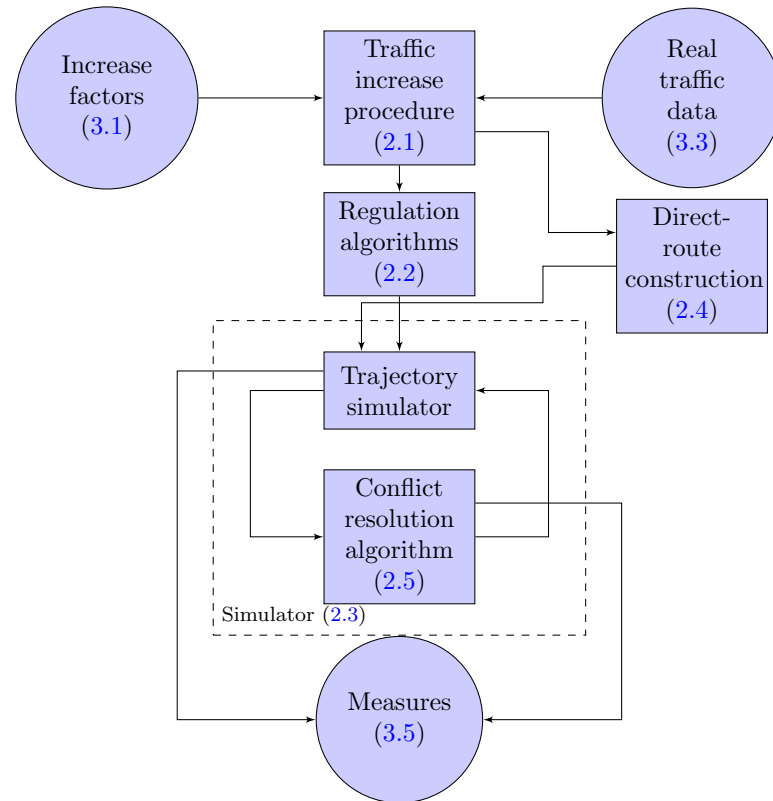 Increase
factors
(3.1)
Traffic
increase
procedure
(2.1)
Real
traffic
data
(3.3)
Regulation
algorithms
(2.2)
Direct-
route
construction
(2.4)
Trajectory
simulator
Conflict
resolution
algorithm
(2.5)
Simulator (2.3)
Measures
(3.5)